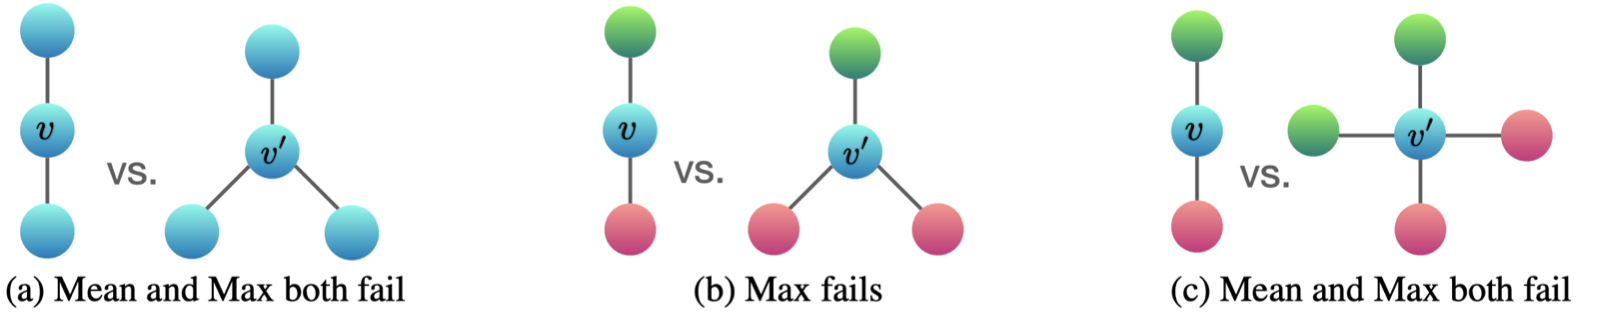 v
vs.
v′
(a) Mean and Max both fail
v
vs.
v′
(b) Max fails
v
vs.
v′
(c) Mean and Max both fail